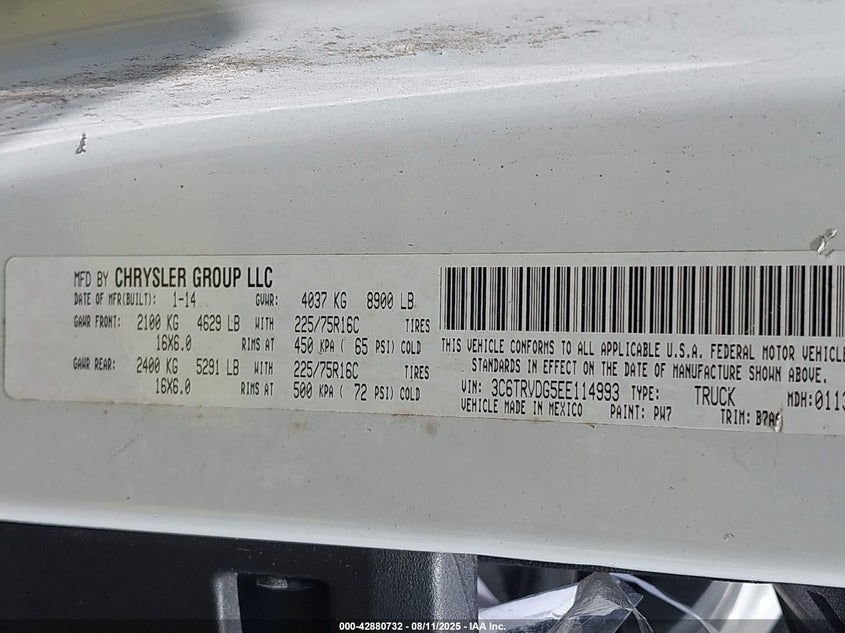 MFD BY CHRYSLER GROUP LLC
DATE OF MFR(BUILT): 1-14 GVWR: 4037 KG 8900 LB
GAWR FRONT: 2100 KG 4629 LB WITH 225/75R16C TIRES
16X6.0 RIMS AT 450 KPA ( 65 PSI) COLD
GAWR REAR: 2400 KG 5291 LB WITH 225/75R16C TIRES
16X6.0 RIMS AT 500 KPA ( 72 PSI) COLD
THIS VEHICLE CONFORMS TO ALL APPLICABLE U.S.A. FEDERAL MOTOR VEHICLE
STANDARDS IN EFFECT ON THE DATE OF MANUFACTURE SHOWN ABOVE.
VIN: 3C6TRVDG5EE114993 TYPE: TRUCK MDH:0113
VEHICLE MADE IN MEXICO PAINT: PW7 TRIM:
000-42880732 - 08/11/2025 - IAA Inc.